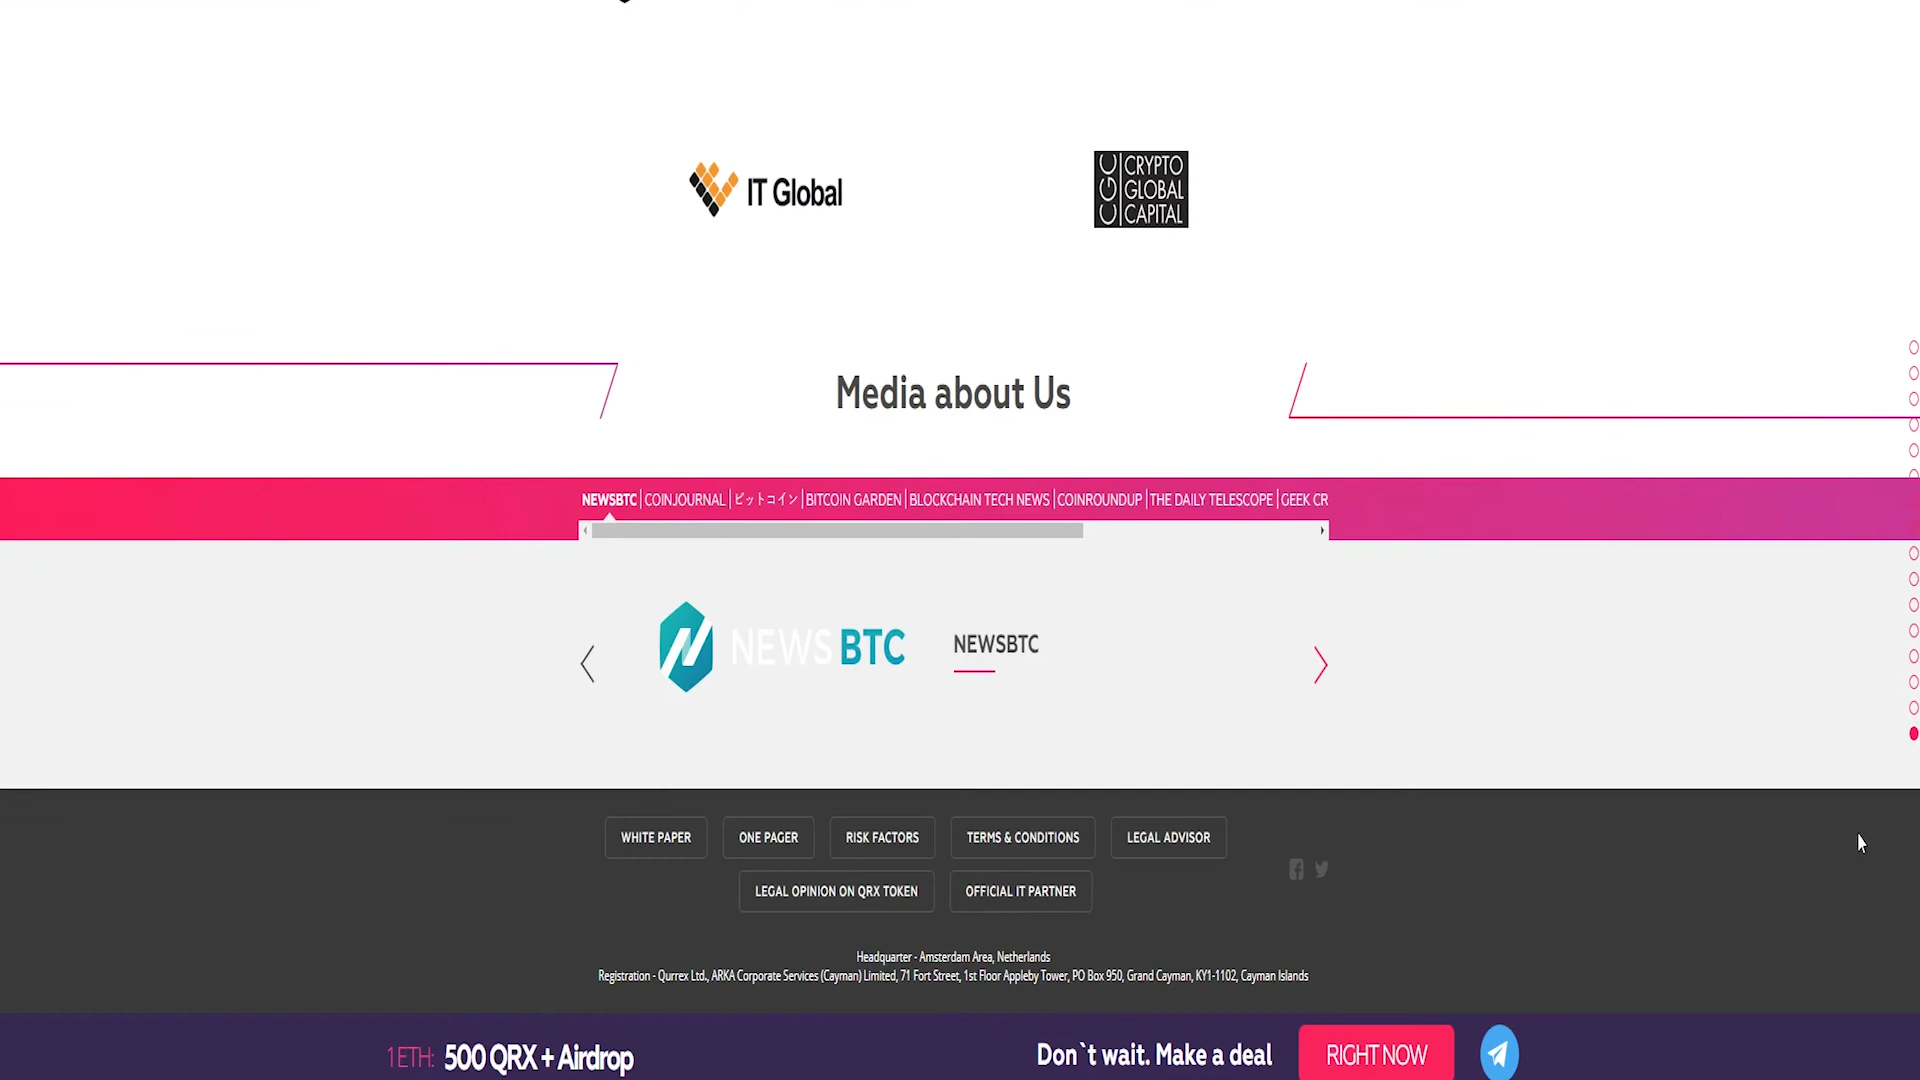 IT Global
CGC CRYPTO GLOBAL CAPITAL
Media about Us
NEWSBTC | COINJOURNAL | ビットコイン | BITCOIN GARDEN | BLOCKCHAIN TECH NEWS | COINROUNDUP | THE DAILY TELESCOPE | GEEK CR
NEWS BTC
NEWSBTC
WHITE PAPER
ONE PAGER
RISK FACTORS
TERMS & CONDITIONS
LEGAL ADVISOR
LEGAL OPINION ON QRX TOKEN
OFFICIAL IT PARTNER
Headquarter - Amsterdam Area, Netherlands
Registration - Qurrex Ltd., ARKA Corporate Services (Cayman) Limited, 71 Fort Street, 1st Floor Appleby Tower, PO Box 950, Grand Cayman, KY1-1102, Cayman Islands
1 ETH: 500 QRX + Airdrop
Don`t wait. Make a deal
RIGHT NOW